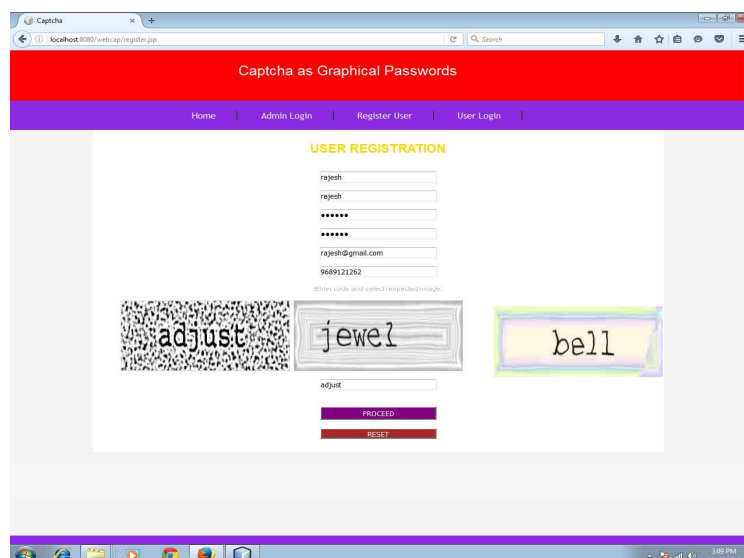 Captcha
localhost:8080/webcap/register.jsp
Search
Captcha as Graphical Passwords
Home | Admin Login | Register User | User Login |
USER REGISTRATION
rajesh
rajesh
••••••
••••••
rajesh@gmail.com
9689121262
Enter code and select respected image.
adjust jewel bell
adjust
PROCEED
RESET
3:09 PM